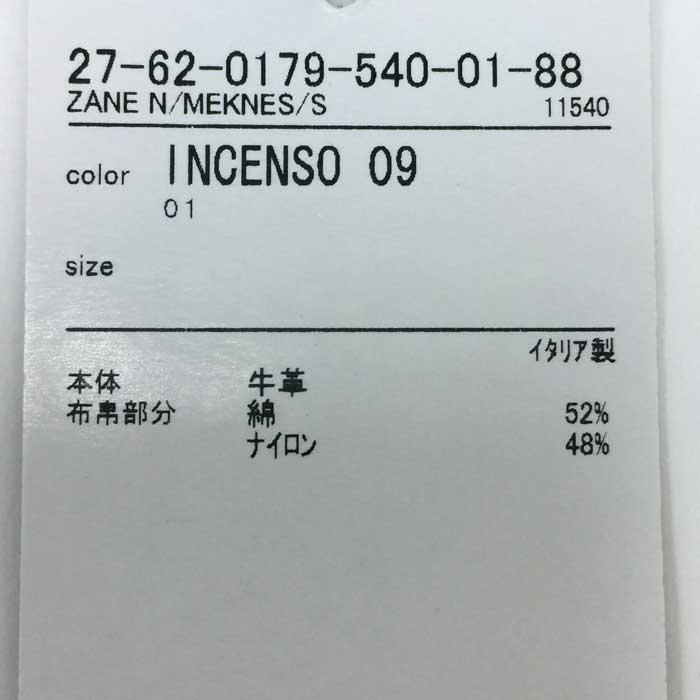 27-62-0179-540-01-88
ZANE N/MEKNES/S 11540
color INCENSO 09
01
size
イタリア製
本体 牛革
布帛部分 綿 52%
ナイロン 48%